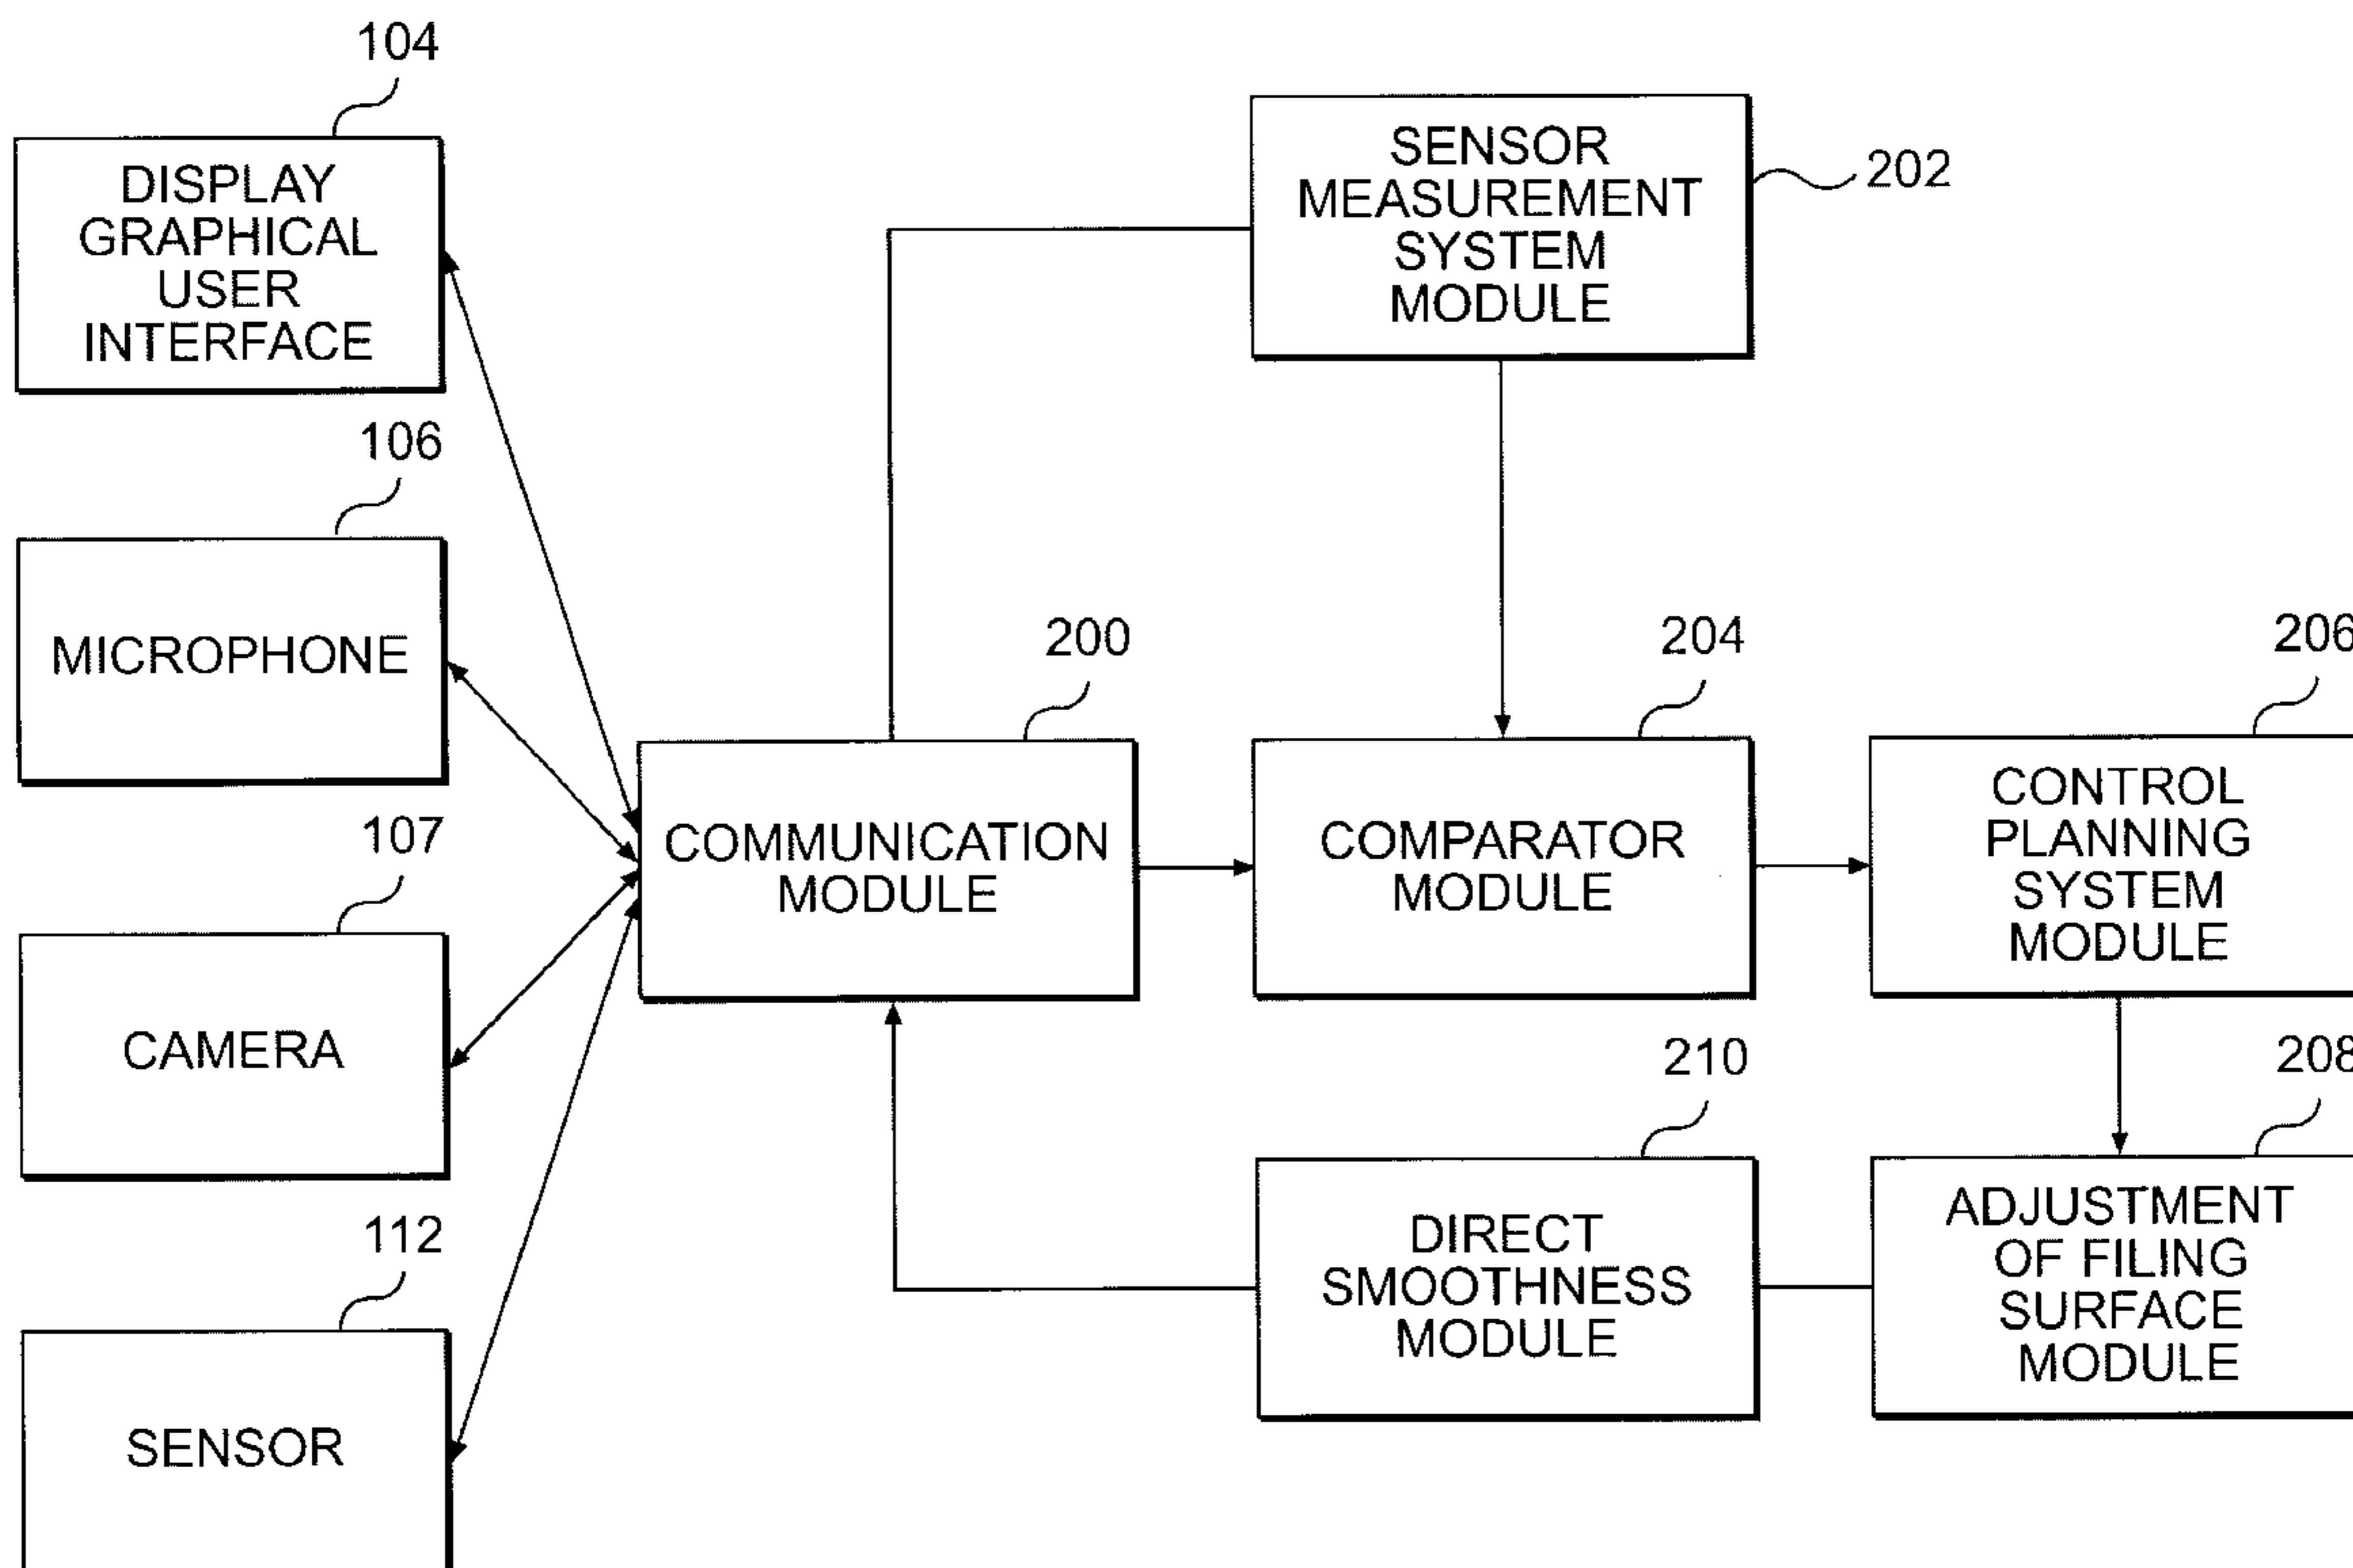 104
DISPLAY
GRAPHICAL
USER
INTERFACE
106
MICROPHONE
107
CAMERA
112
SENSOR
200
COMMUNICATION
MODULE
SENSOR
MEASUREMENT
SYSTEM
MODULE
202
204
COMPARATOR
MODULE
206
CONTROL
PLANNING
SYSTEM
MODULE
210
DIRECT
SMOOTHNESS
MODULE
208
ADJUSTMENT
OF FILING
SURFACE
MODULE